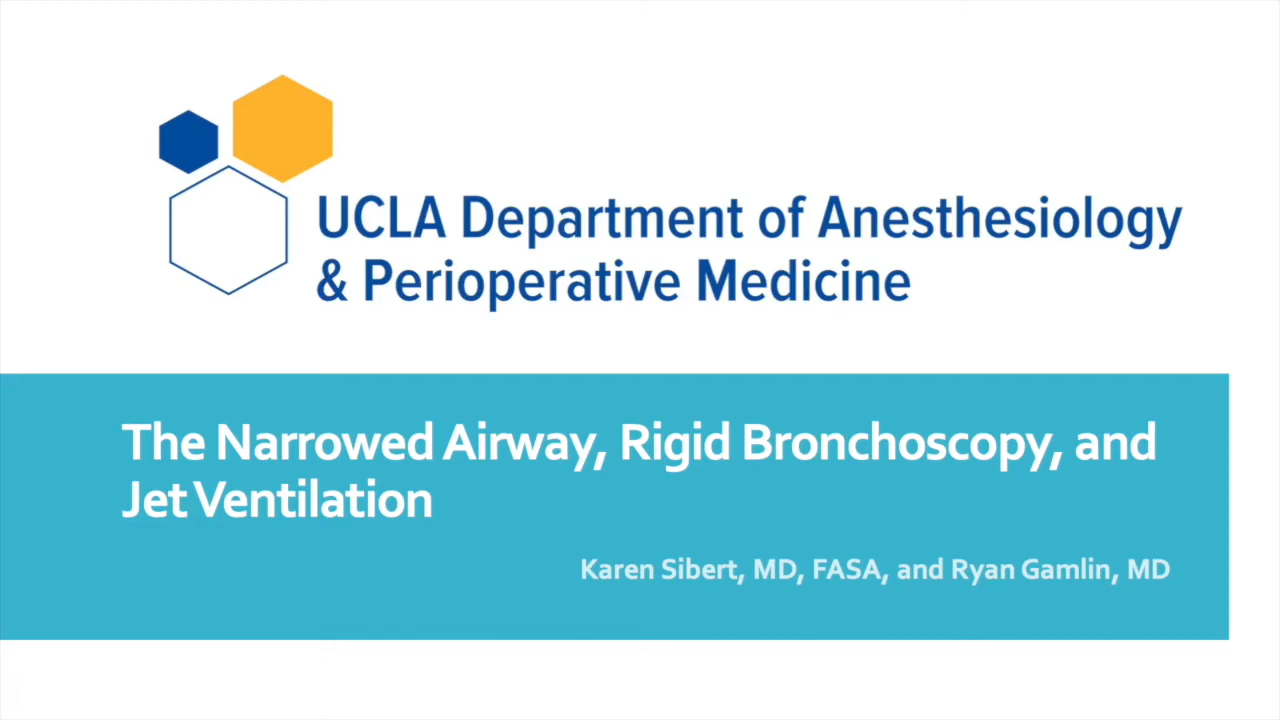 UCLA Department of Anesthesiology
& Perioperative Medicine
The Narrowed Airway, Rigid Bronchoscopy, and
Jet Ventilation
Karen Sibert, MD, FASA, and Ryan Gamlin, MD